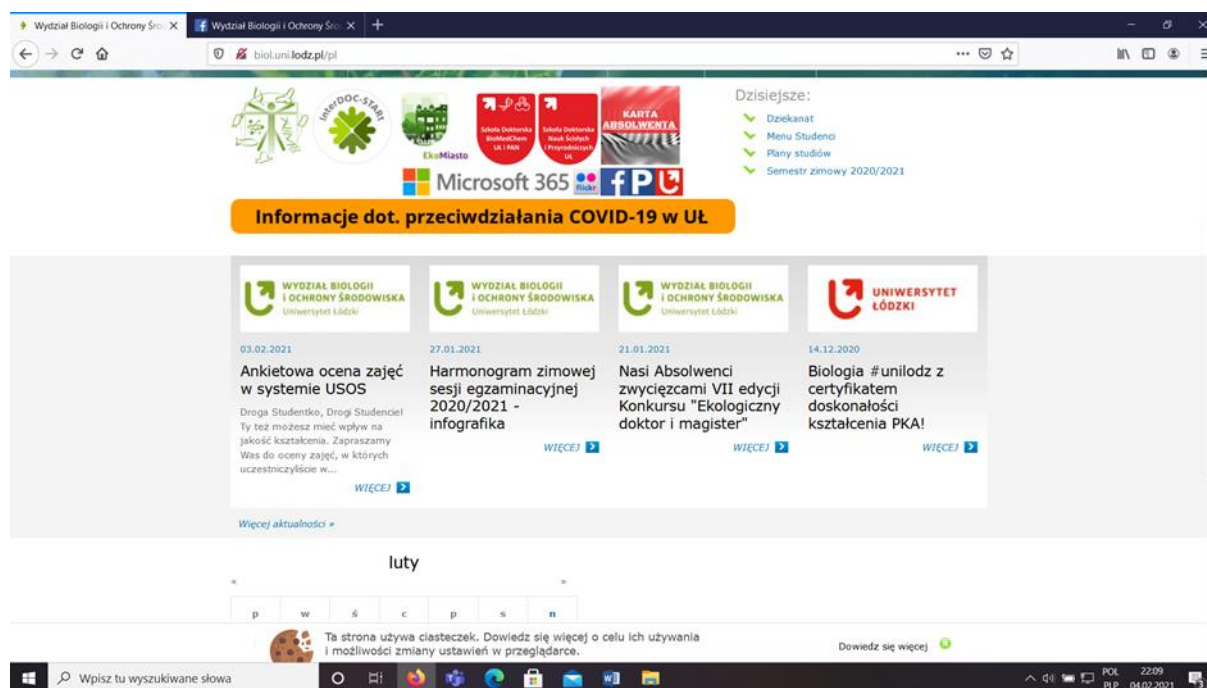 Wydział Biologii i Ochrony Śro
Wydział Biologii i Ochrony Śro
biol.uni.lodz.pl/pl
InterDOC-STARt
EkoMiasto
Szkoła Doktorska
BioMedChem
UŁ i PAN
Szkoła Doktorska
Nauk Ścisłych
i Przyrodniczych
UŁ
KARTA
ABSOLWENTA
Microsoft 365
flickr
Dzisiejsze:
Dziekanat
Menu Studenci
Plany studiów
Semestr zimowy 2020/2021
Informacje dot. przeciwdziałania COVID-19 w UŁ
WYDZIAŁ BIOLOGII
I OCHRONY ŚRODOWISKA
Uniwersytet Łódzki
03.02.2021
Ankietowa ocena zajęć
w systemie USOS
Droga Studentko, Drogi Studencie!
Ty też możesz mieć wpływ na
jakość kształcenia. Zapraszamy
Was do oceny zajęć, w których
uczestniczyliście w...
WIĘCEJ
WYDZIAŁ BIOLOGII
I OCHRONY ŚRODOWISKA
Uniwersytet Łódzki
27.01.2021
Harmonogram zimowej
sesji egzaminacyjnej
2020/2021 -
infografika
WIĘCEJ
WYDZIAŁ BIOLOGII
I OCHRONY ŚRODOWISKA
Uniwersytet Łódzki
21.01.2021
Nasi Absolwenci
zwycięzcami VII edycji
Konkursu "Ekologiczny
doktor i magister"
WIĘCEJ
UNIWERSYTET
ŁÓDZKI
14.12.2020
Biologia #unilodz z
certyfikatem
doskonałości
kształcenia PKA!
WIĘCEJ
Więcej aktualności »
luty
« »
p w ś c p s n
Ta strona używa ciasteczek. Dowiedz się więcej o celu ich używania
i możliwości zmiany ustawień w przeglądarce.
Dowiedz się więcej
Wpisz tu wyszukiwane słowa
POL 22:09
PLP 04.02.2021